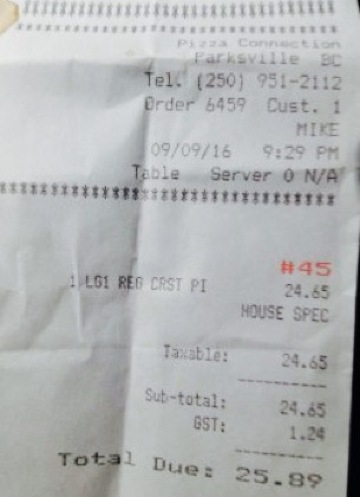 ************************
Pizza Connection
Parksville BC
Tel. (250) 951-2112
Order 6459 Cust. 1
MIKE
09/09/16 9:29 PM
Table Server 0 N/A
************************************
#45
1 LG1 REG CRST PI 24.65
HOUSE SPEC
Taxable: 24.65
----------
Sub-total: 24.65
GST: 1.24
----------
Total Due: 25.89